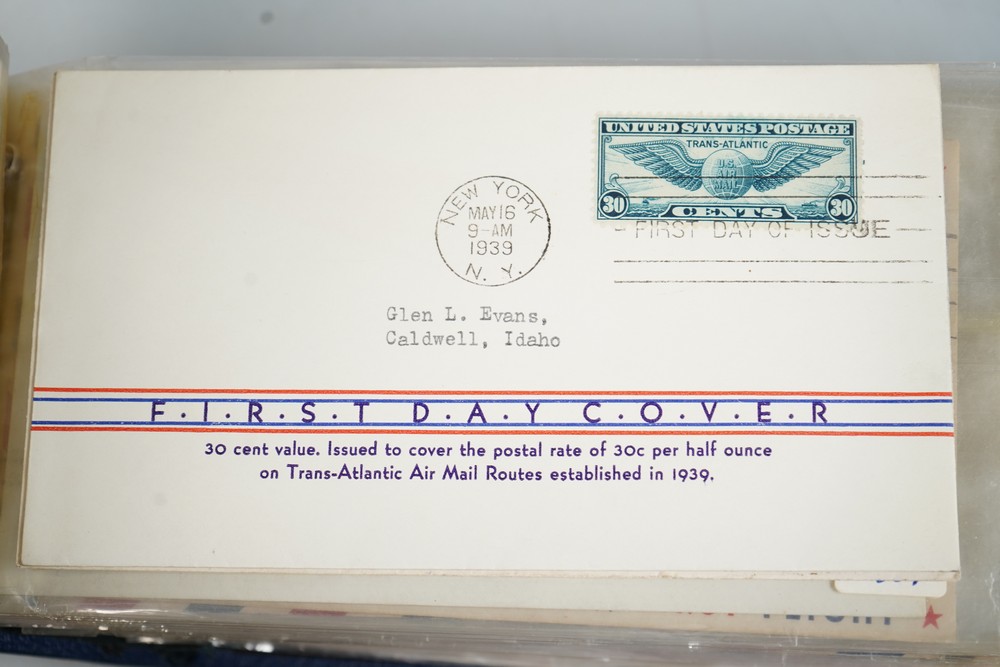 UNITED STATES POSTAGE
TRANS-ATLANTIC
U.S.
AIR
MAIL
30 CENTS 30
NEW YORK
MAY 16
9-AM
1939
N. Y.
FIRST DAY OF ISSUE
Glen L. Evans,
Caldwell, Idaho
F·I·R·S·T D·A·Y C·O·V·E·R
30 cent value. Issued to cover the postal rate of 30c per half ounce
on Trans-Atlantic Air Mail Routes established in 1939.